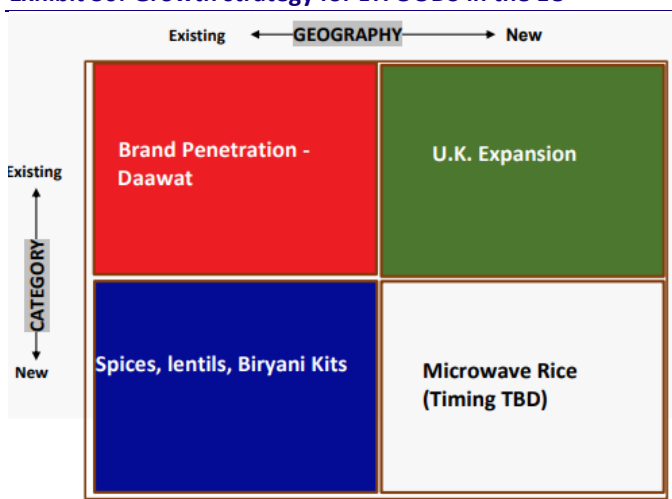 Existing GEOGRAPHY New
Existing
CATEGORY
New
Brand Penetration -
Daawat
U.K. Expansion
Spices, lentils, Biryani Kits
Microwave Rice
(Timing TBD)